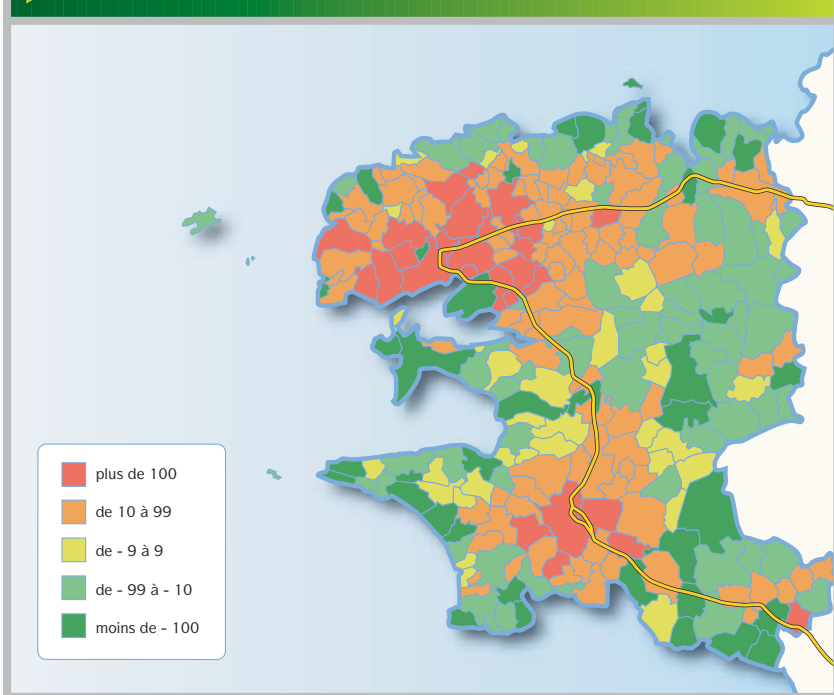 plus de 100
de 10 à 99
de - 9 à 9
de - 99 à - 10
moins de - 100